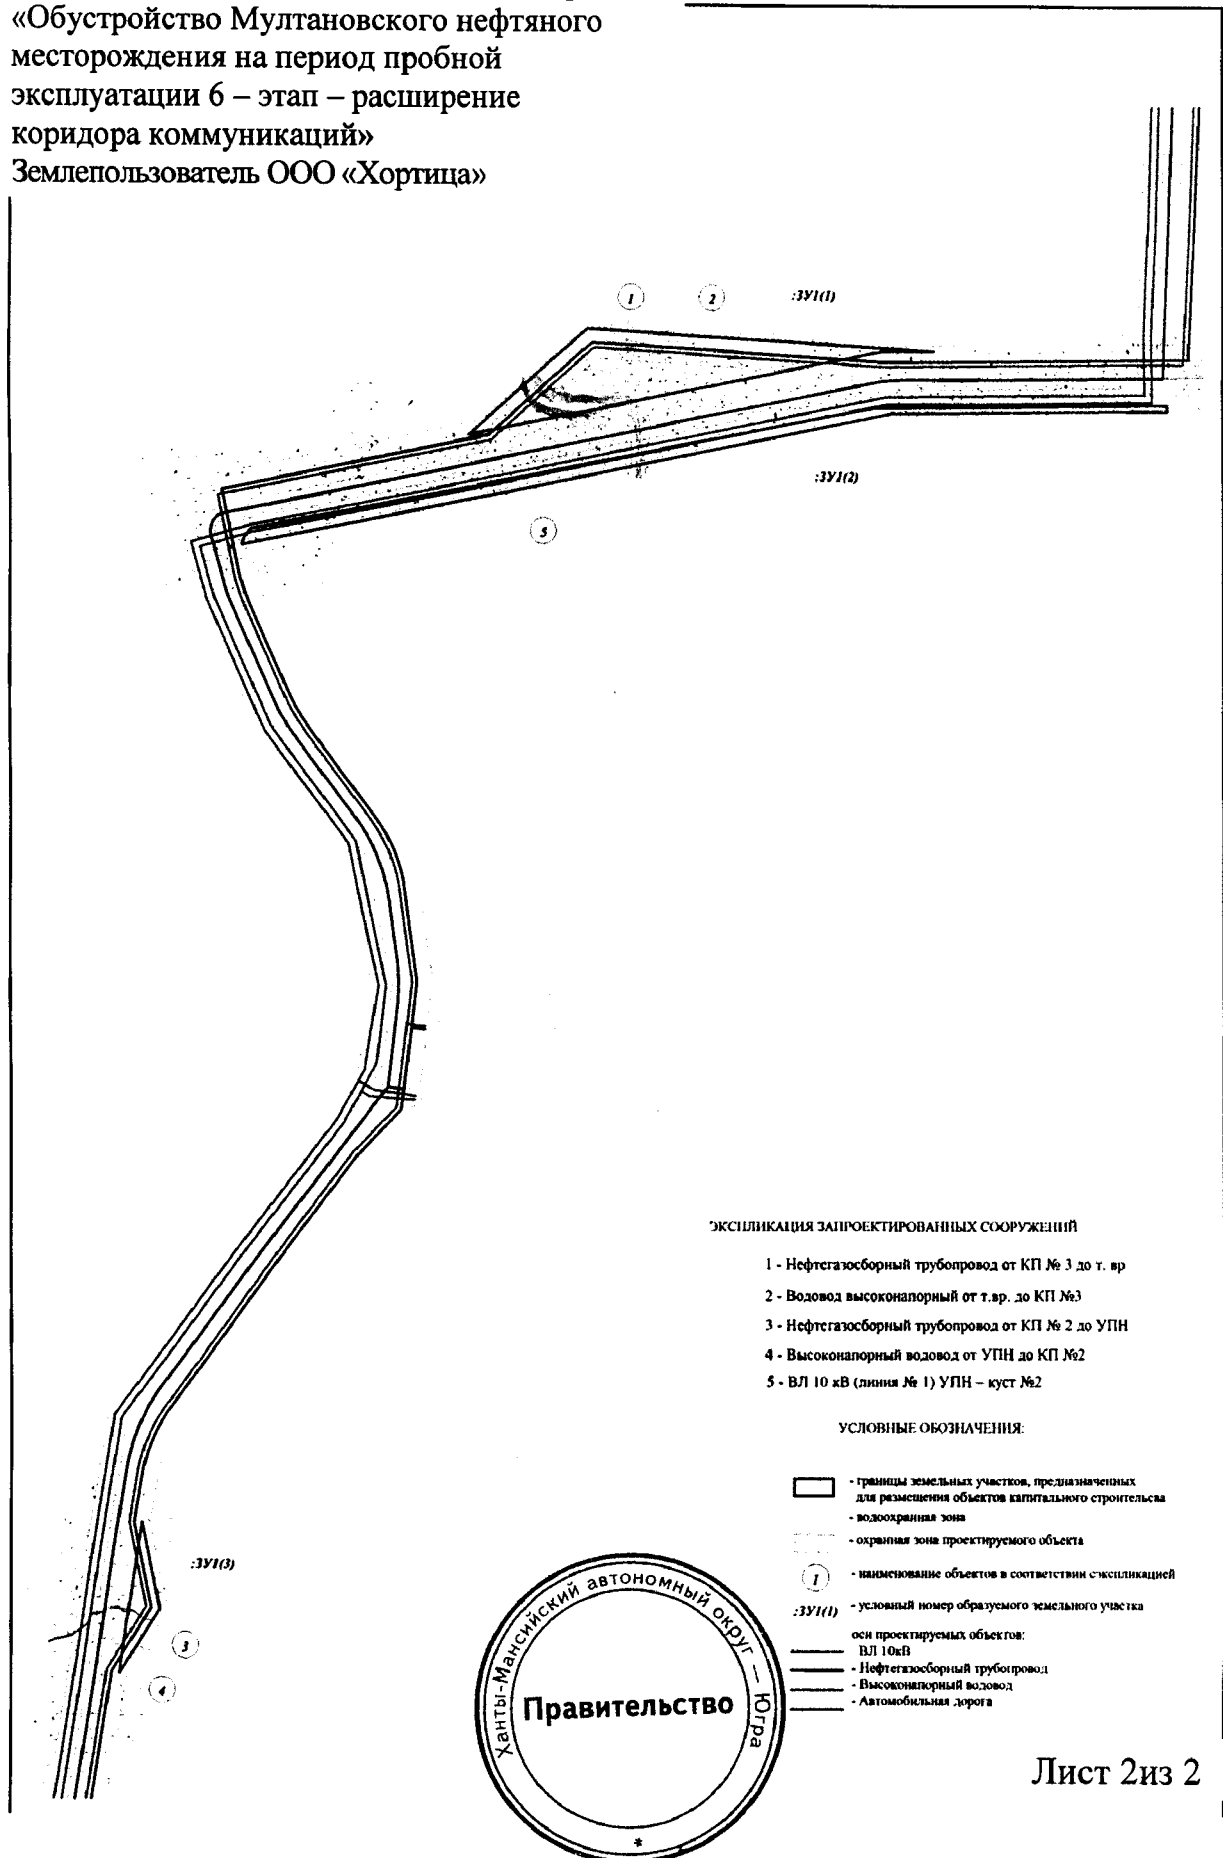 «Обустройство Мултановского нефтяного
месторождения на период пробной
эксплуатации 6 – этап – расширение
коридора коммуникаций»
Землепользователь ООО «Хортица»
1
2
:ЗУ1(1)
:ЗУ1(2)
5
ЭКСПЛИКАЦИЯ ЗАПРОЕКТИРОВАННЫХ СООРУЖЕНИЙ
1 - Нефтегазосборный трубопровод от КП № 3 до т. вр
2 - Водовод высоконапорный от т.вр. до КП №3
3 - Нефтегазосборный трубопровод от КП № 2 до УПН
4 - Высоконапорный водовод от УПН до КП №2
5 - ВЛ 10 кВ (линия № 1) УПН – куст №2
УСЛОВНЫЕ ОБОЗНАЧЕНИЯ:
- границы земельных участков, предназначенных
для размещения объектов капитального строительсва
- водоохранная зона
- охранная зона проектируемого объекта
1
- наименование объектов в соответствии с экспликацией
:ЗУ1(1)
- условный номер образуемого земельного участка
оси проектируемых объектов:
ВЛ 10кВ
- Нефтегазосборный трубопровод
- Высоконапорный водовод
- Автомобильная дорога
:ЗУ1(3)
3
4
Ханты-Мансийский автономный округ — Югра
Правительство
*
Лист 2из 2